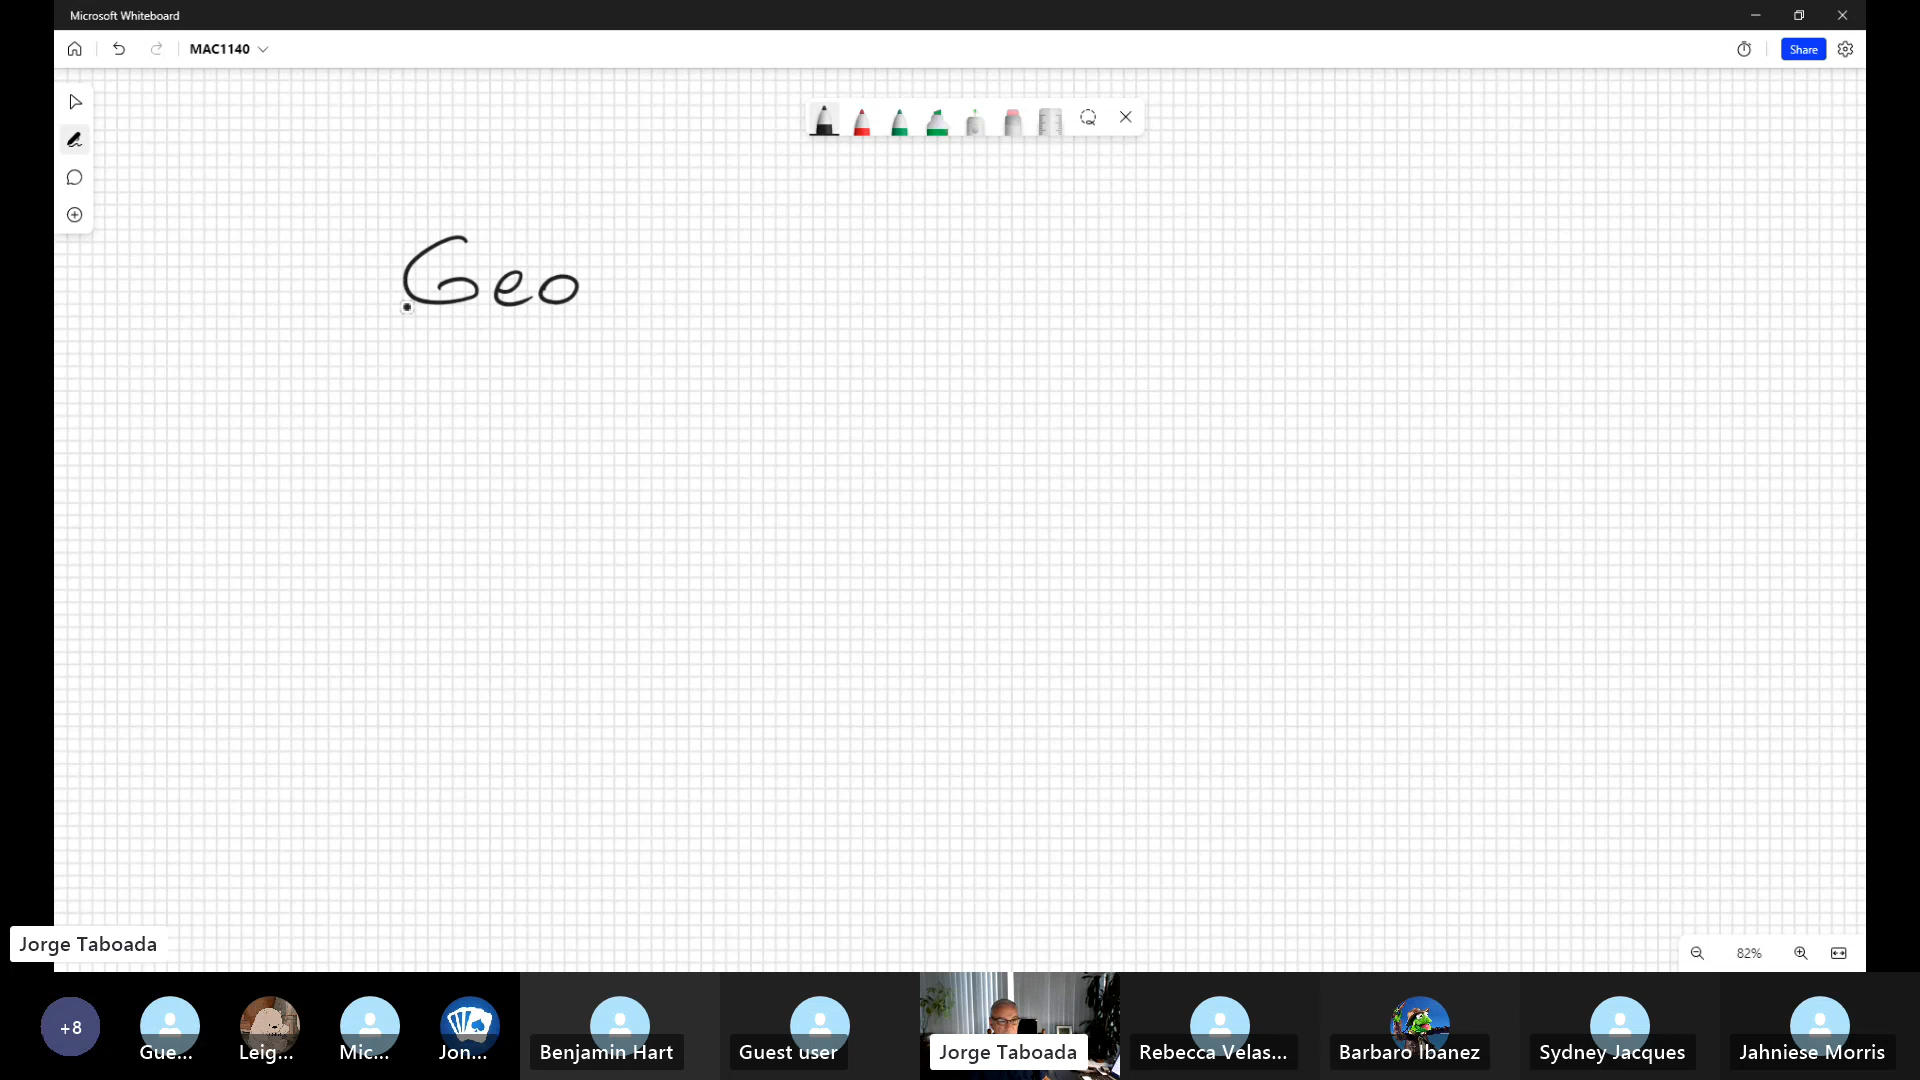 Microsoft Whiteboard
MAC1140
Share
Geo
82%
Jorge Taboada
+8
Gue...
Leig...
Mic...
Jon...
Benjamin Hart
Guest user
Jorge Taboada
Rebecca Velas...
Barbaro Ibanez
Sydney Jacques
Jahniese Morris